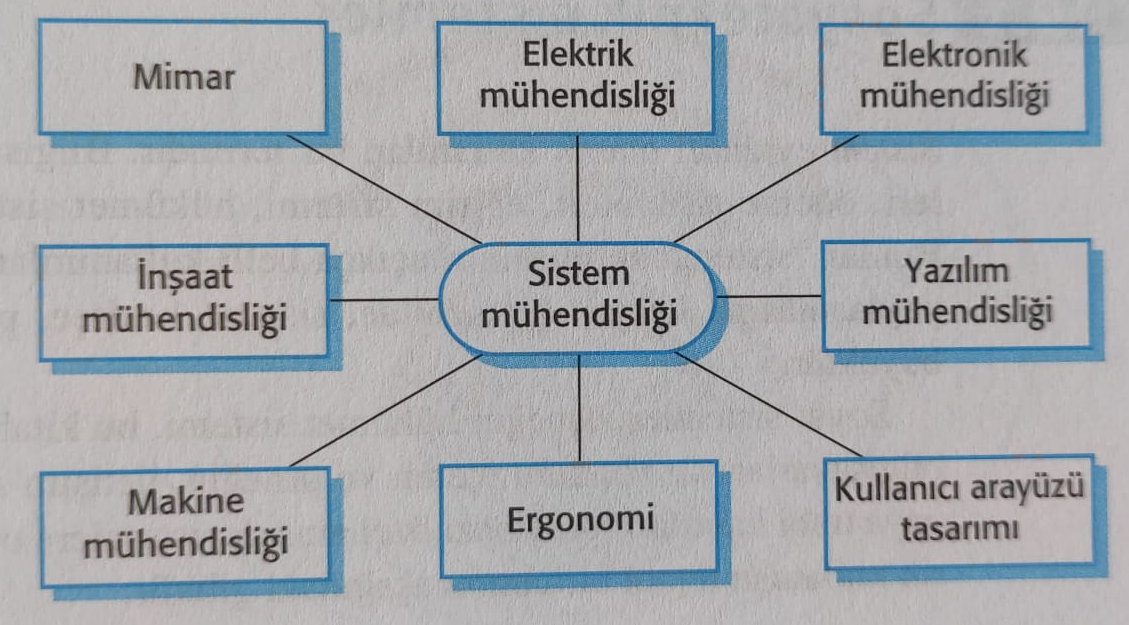 Mimar
Elektrik
mühendisliği
Elektronik
mühendisliği
İnşaat
mühendisliği
Sistem
mühendisliği
Yazılım
mühendisliği
Makine
mühendisliği
Ergonomi
Kullanıcı arayüzü
tasarımı